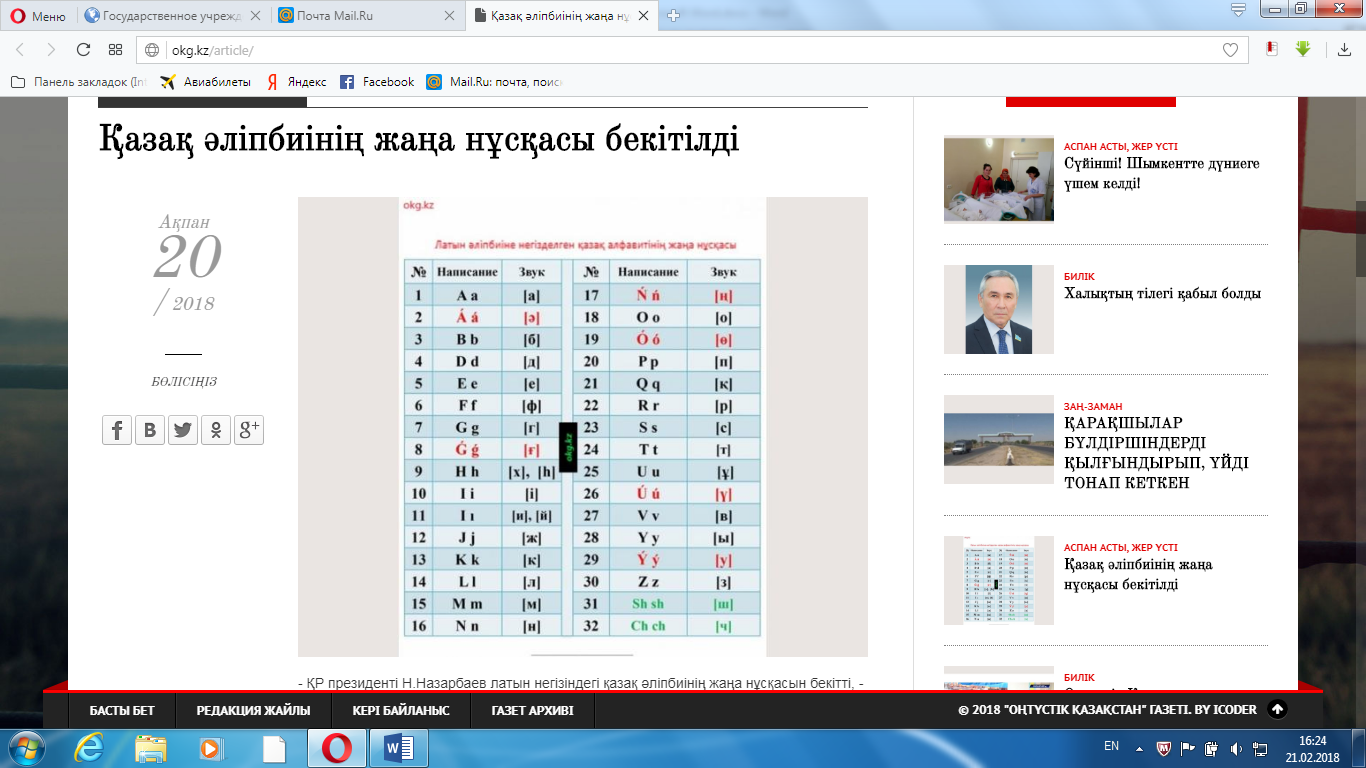 Меню
Государственное учрежд
Почта Mail.Ru
Қазақ әліпбиінің жаңа нұ
okg.kz/article/
Панель закладок (Int
Авиабилеты
Яндекс
Facebook
Mail.Ru: почта, поис
Қазақ әліпбиінің жаңа нұсқасы бекітілді
Ақпан
20
/ 2018
БӨЛІСІҢІЗ
okg.kz
Латын әліпбиіне негізделген қазақ алфавитінің жаңа нұсқасы
№ Написание Звук № Написание Звук
1 A a [а] 17 Ń ń [ң]
2 Á á [ә] 18 O o [о]
3 B b [б] 19 Ó ó [ө]
4 D d [д] 20 P p [п]
5 E e [е] 21 Q q [қ]
6 F f [ф] 22 R r [р]
7 G g [г] 23 S s [с]
8 Ǵ ǵ [ғ] 24 T t [т]
9 H h [х], [h] 25 U u [ұ]
10 I i [і] 26 Ú ú [ү]
11 I ı [и], [й] 27 V v [в]
12 J j [ж] 28 Y y [ы]
13 K k [к] 29 Ý ý [у]
14 L l [л] 30 Z z [з]
15 M m [м] 31 Sh sh [ш]
16 N n [н] 32 Ch ch [ч]
okg.kz
- ҚР президенті Н.Назарбаев латын негізіндегі қазақ әліпбиінің жаңа нұсқасын бекітті, -
АСПАН АСТЫ, ЖЕР ҮСТІ
Сүйінші! Шымкентте дүниеге
үшем келді!
БИЛІК
Халықтың тілегі қабыл болды
ЗАҢ-ЗАМАН
ҚАРАҚШЫЛАР
БҮЛДІРШІНДЕРДІ
ҚЫЛҒЫНДЫРЫП, ҮЙДІ
ТОНАП КЕТКЕН
АСПАН АСТЫ, ЖЕР ҮСТІ
Қазақ әліпбиінің жаңа
нұсқасы бекітілді
БИЛІК
БАСТЫ БЕТ
РЕДАКЦИЯ ЖАЙЛЫ
КЕРІ БАЙЛАНЫС
ГАЗЕТ АРХИВІ
© 2018 "ОҢТҮСТІК ҚАЗАҚСТАН" ГАЗЕТІ. BY ICODER
EN
16:24
21.02.2018